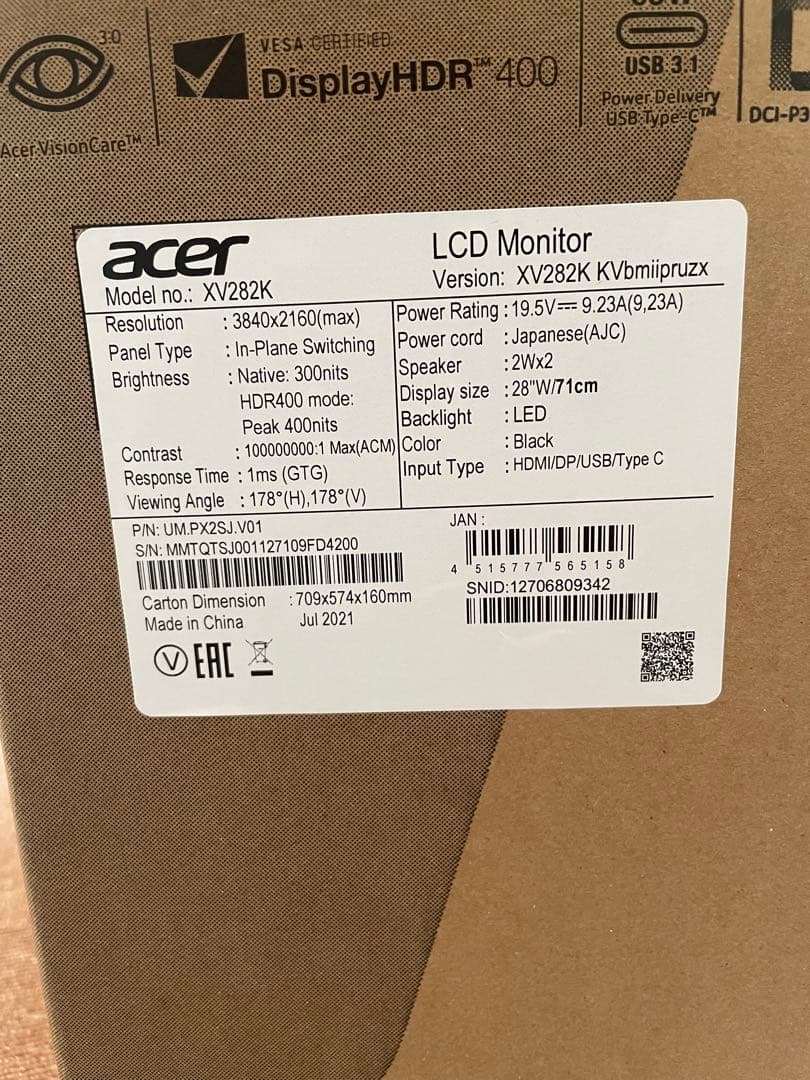 3.0
Acer VisionCare™
VESA CERTIFIED
DisplayHDR™ 400
USB 3.1
Power Delivery
USB Type-C™
DCI-P3
acer
Model no.: XV282K
LCD Monitor
Version: XV282K KVbmiipruzx
Resolution : 3840x2160(max)
Panel Type : In-Plane Switching
Brightness : Native: 300nits
HDR400 mode:
Peak 400nits
Contrast : 100000000:1 Max(ACM)
Response Time : 1ms (GTG)
Viewing Angle : 178°(H),178°(V)
Power Rating : 19.5V⎓ 9.23A(9,23A)
Power cord : Japanese(AJC)
Speaker : 2Wx2
Display size : 28"W/71cm
Backlight : LED
Color : Black
Input Type : HDMI/DP/USB/Type C
P/N: UM.PX2SJ.V01
S/N: MMTQTSJ001127109FD4200
Carton Dimension : 709x574x160mm
Made in China Jul 2021
V EAC
JAN :
4 515777 565158
SNID:12706809342